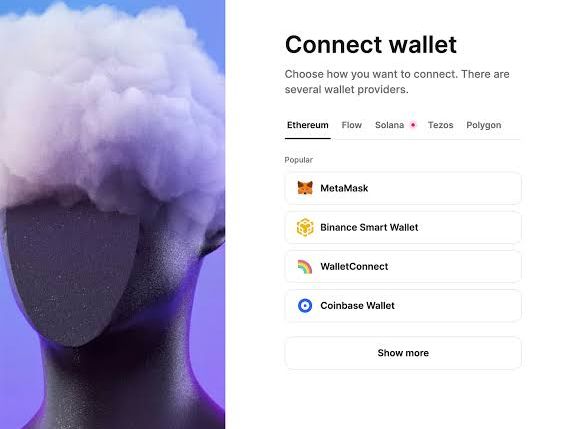 Connect wallet
Choose how you want to connect. There are
several wallet providers.
Ethereum Flow Solana Tezos Polygon
Popular
MetaMask
Binance Smart Wallet
WalletConnect
Coinbase Wallet
Show more